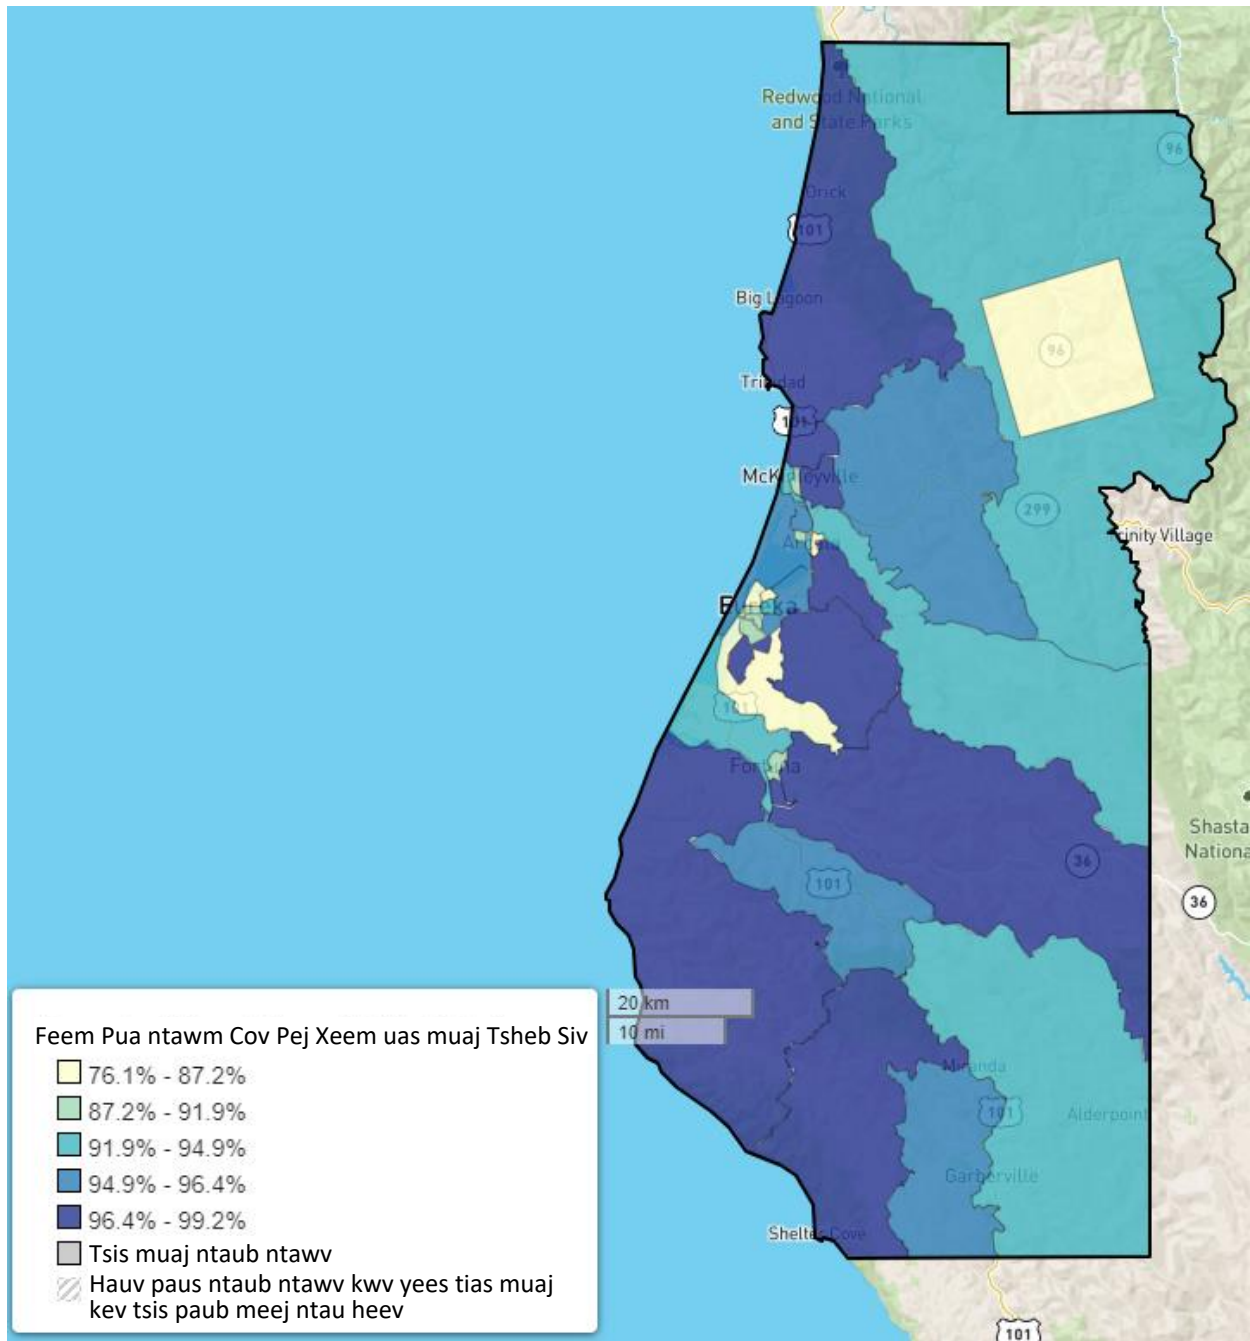 Redwood National
and State Parks
96
Orick
101
Big Lagoon
96
Trinidad
101
McKinleyville
299
Trinity Village
Arcata
Eureka
101
Fortuna
Shasta
Nationa
36
101
36
20 km
10 mi
Feem Pua ntawm Cov Pej Xeem uas muaj Tsheb Siv
76.1% - 87.2%
87.2% - 91.9%
91.9% - 94.9%
94.9% - 96.4%
96.4% - 99.2%
Tsis muaj ntaub ntawv
Hauv paus ntaub ntawv kwv yees tias muaj
kev tsis paub meej ntau heev
Miranda
101
Alderpoint
Garberville
Shelter Cove
101